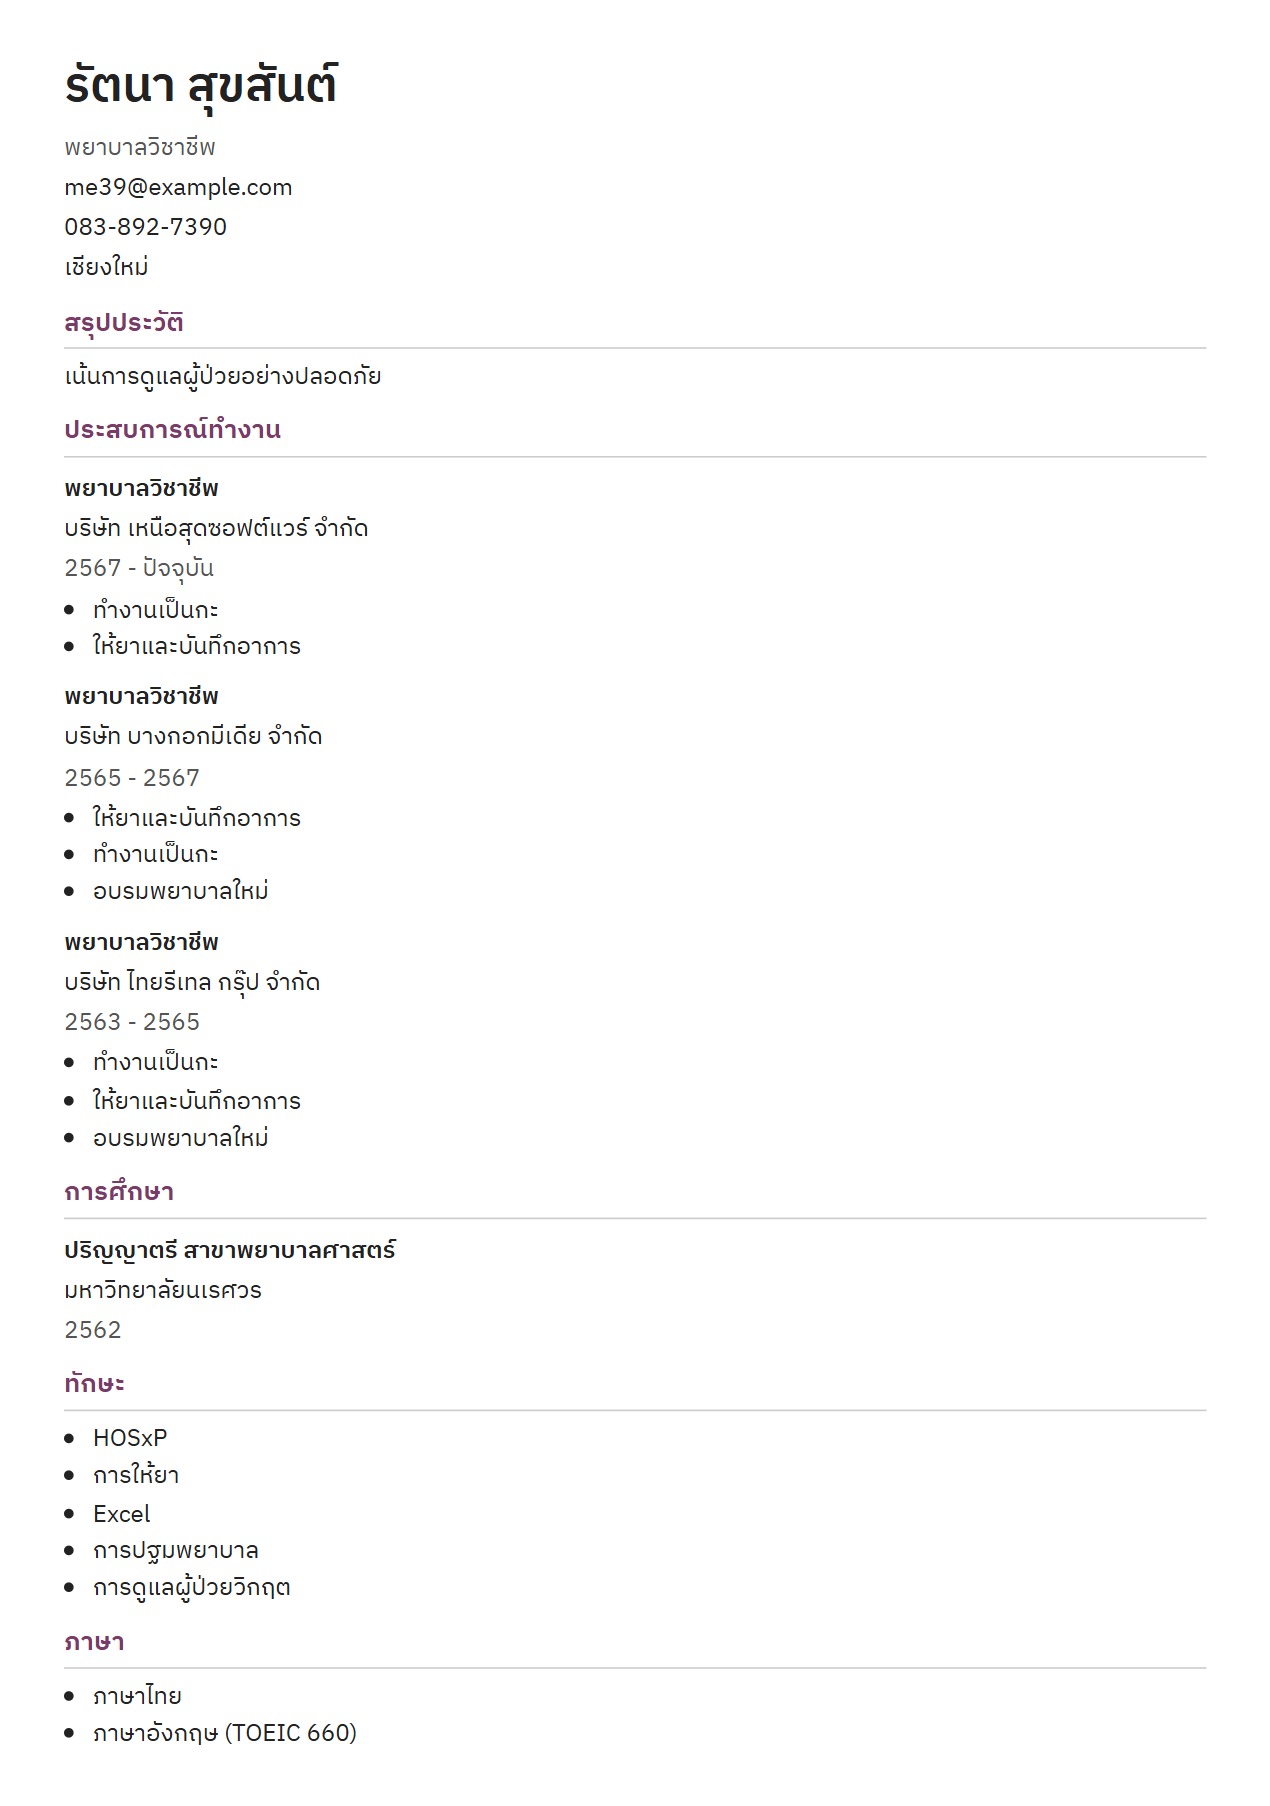 รัตนา สุขสันต์
พยาบาลวิชาชีพ
me39@example.com
083-892-7390
เชียงใหม่
สรุปประวัติ
เน้นการดูแลผู้ป่วยอย่างปลอดภัย
ประสบการณ์ทำงาน
พยาบาลวิชาชีพ
บริษัท เหนือสุดซอฟต์แวร์ จำกัด
2567 - ปัจจุบัน
• ทำงานเป็นกะ
• ให้ยาและบันทึกอาการ
พยาบาลวิชาชีพ
บริษัท บางกอกมีเดีย จำกัด
2565 - 2567
• ให้ยาและบันทึกอาการ
• ทำงานเป็นกะ
• อบรมพยาบาลใหม่
พยาบาลวิชาชีพ
บริษัท ไทยรีเทล กรุ๊ป จำกัด
2563 - 2565
• ทำงานเป็นกะ
• ให้ยาและบันทึกอาการ
• อบรมพยาบาลใหม่
การศึกษา
ปริญญาตรี สาขาพยาบาลศาสตร์
มหาวิทยาลัยนเรศวร
2562
ทักษะ
• HOSxP
• การให้ยา
• Excel
• การปฐมพยาบาล
• การดูแลผู้ป่วยวิกฤต
ภาษา
• ภาษาไทย
• ภาษาอังกฤษ (TOEIC 660)